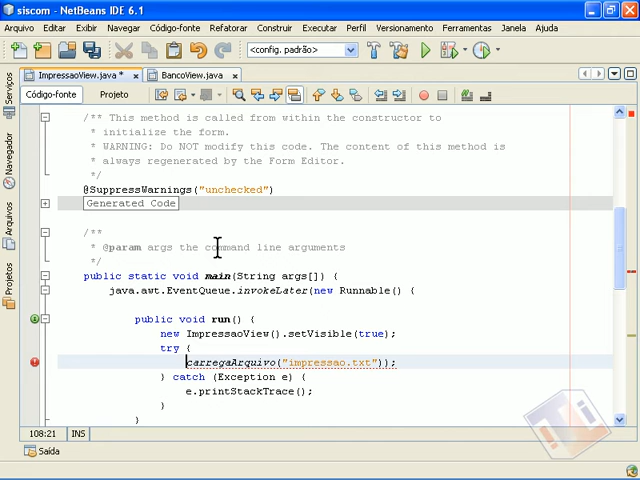 siscom - NetBeans IDE 6.1
Arquivo Editar Exibir Navegar Código-fonte Refatorar Construir Executar Perfil Versionamento Ferramentas Janela Ajuda
<config. padrão>
ImpressaoView.java * BancoView.java
Código-fonte Projeto
/** This method is called from within the constructor to
* initialize the form.
* WARNING: Do NOT modify this code. The content of this method is
* always regenerated by the Form Editor.
*/
@SuppressWarnings("unchecked")
Generated Code
/**
* @param args the command line arguments
*/
public static void main(String args[]) {
java.awt.EventQueue.invokeLater(new Runnable() {
public void run() {
new ImpressaoView().setVisible(true);
try {
carregaArquivo("impressao.txt"));
} catch (Exception e) {
e.printStackTrace();
}
}
108:21 INS
Saída
Serviços
Navegador
Arquivos
Projetos